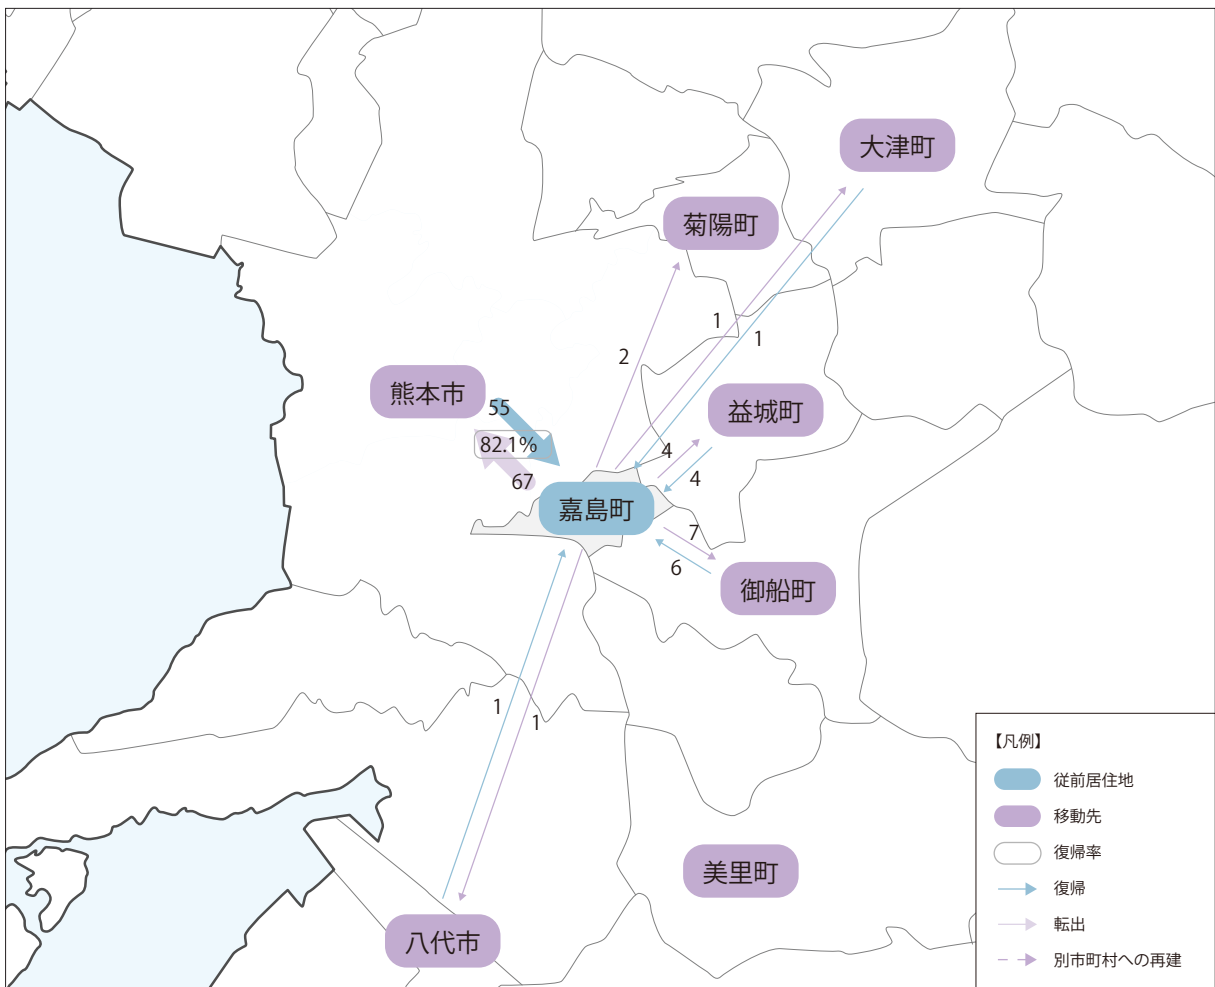 大津町
菊陽町
1
1
2
熊本市
55
益城町
82.1%
4
67
4
嘉島町
7
6
御船町
1
1
美里町
八代市
【凡例】
従前居住地
移動先
復帰率
復帰
転出
別市町村への再建